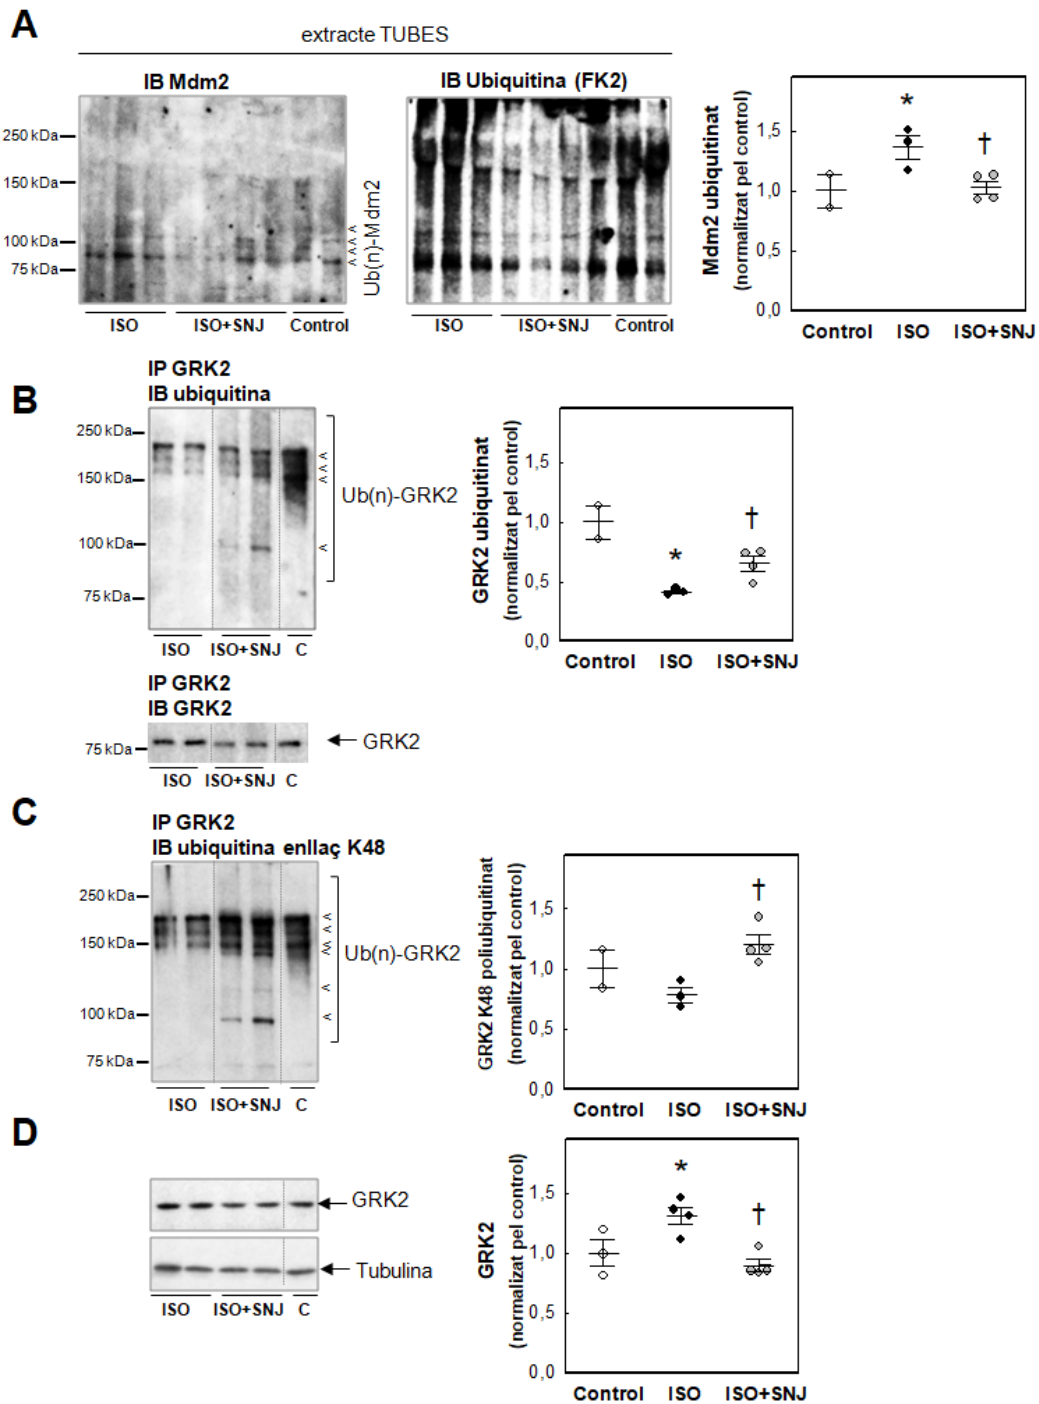 A
extracte TUBES
IB Mdm2
IB Ubiquitina (FK2)
250 kDa
150 kDa
100 kDa
75 kDa
Ub(n)-Mdm2
ISO ISO+SNJ Control
ISO ISO+SNJ Control
Mdm2 ubiquitinat
(normalitzat pel control)
*
†
1,5
1,0
0,5
0,0
Control ISO ISO+SNJ
B
IP GRK2
IB ubiquitina
250 kDa
150 kDa
100 kDa
75 kDa
Ub(n)-GRK2
ISO ISO+SNJ C
IP GRK2
IB GRK2
75 kDa
GRK2
ISO ISO+SNJ C
GRK2 ubiquitinat
(normalitzat pel control)
*
†
1,5
1,0
0,5
0,0
Control ISO ISO+SNJ
C
IP GRK2
IB ubiquitina enllaç K48
250 kDa
150 kDa
100 kDa
75 kDa
Ub(n)-GRK2
ISO ISO+SNJ C
GRK2 K48 poliubiquitinat
(normalitzat pel control)
†
1,5
1,0
0,5
0,0
Control ISO ISO+SNJ
D
GRK2
Tubulina
ISO ISO+SNJ C
GRK2
(normalizat pel control)
*
†
1,5
1,0
0,5
0,0
Control ISO ISO+SNJ